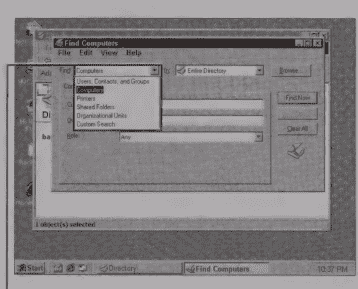 Find Computers
File Edit View Help
Find Computers In Entire Directory Browse...
Users, Contacts, and Groups
Computers
Printers
Shared Folders
Organisational Units
Custom Search
Find Now
Clear All
Role Any
1 object(s) selected
Start Directory Find Computers 10:37 PM